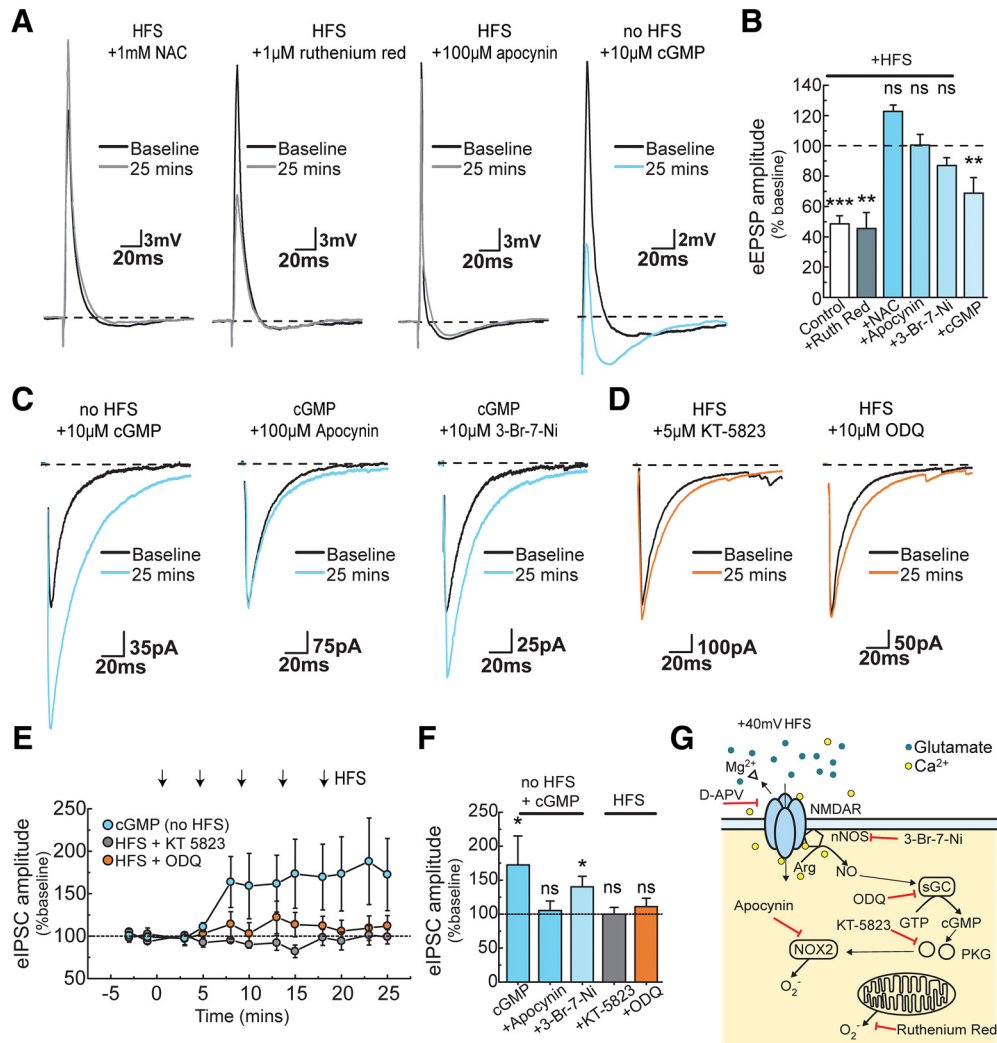 A
HFS
+1mM NAC
HFS
+1µM ruthenium red
HFS
+100µM apocynin
no HFS
+10µM cGMP
Baseline
25 mins
3mV
20ms
Baseline
25 mins
3mV
20ms
Baseline
25 mins
3mV
20ms
Baseline
25 mins
2mV
20ms
B
+HFS
ns ns ns
*** ** **
eEPSP amplitude
(% baesline)
140
120
100
80
60
40
20
0
Control
+Ruth Red
+NAC
+Apocynin
+3-Br-7-Ni
+cGMP
C
no HFS
+10µM cGMP
cGMP
+100µM Apocynin
cGMP
+10µM 3-Br-7-Ni
Baseline
25 mins
35pA
20ms
Baseline
25 mins
75pA
20ms
Baseline
25 mins
25pA
20ms
D
HFS
+5µM KT-5823
HFS
+10µM ODQ
Baseline
25 mins
100pA
20ms
Baseline
25 mins
50pA
20ms
E
HFS
eIPSC amplitude
(%baseline)
250
200
150
100
50
cGMP (no HFS)
HFS + KT 5823
HFS + ODQ
-5 0 5 10 15 20 25
Time (mins)
F
no HFS
+ cGMP
HFS
* ns * ns ns
eIPSC amplitude
(%baseline)
250
200
150
100
50
0
cGMP
+Apocynin
+3-Br-7-Ni
+KT-5823
+ODQ
G
+40mV HFS
Glutamate
Ca2+
Mg2+
D-APV
NMDAR
nNOS
3-Br-7-Ni
Arg
NO
ODQ
sGC
Apocynin
KT-5823
GTP
cGMP
NOX2
PKG
O2-
O2-
Ruthenium Red